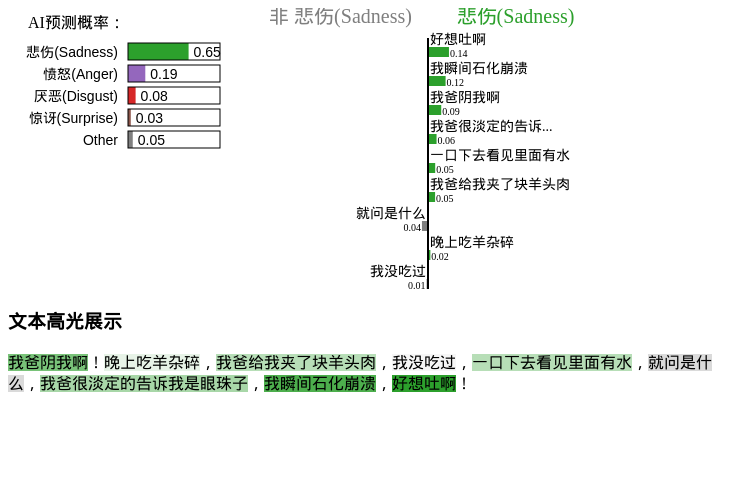 AI预测概率：
悲伤(Sadness) 0.65
愤怒(Anger) 0.19
厌恶(Disgust) 0.08
惊讶(Surprise) 0.03
Other 0.05
非 悲伤(Sadness) 悲伤(Sadness)
好想吐啊
0.14
我瞬间石化崩溃
0.12
我爸阴我啊
0.09
我爸很淡定的告诉...
0.06
一口下去看见里面有水
0.05
我爸给我夹了块羊头肉
0.05
就问是什么
0.04
晚上吃羊杂碎
0.02
我没吃过
0.01
文本高光展示
我爸阴我啊！晚上吃羊杂碎，我爸给我夹了块羊头肉，我没吃过，一口下去看见里面有水，就问是什
么，我爸很淡定的告诉我是眼珠子，我瞬间石化崩溃，好想吐啊！